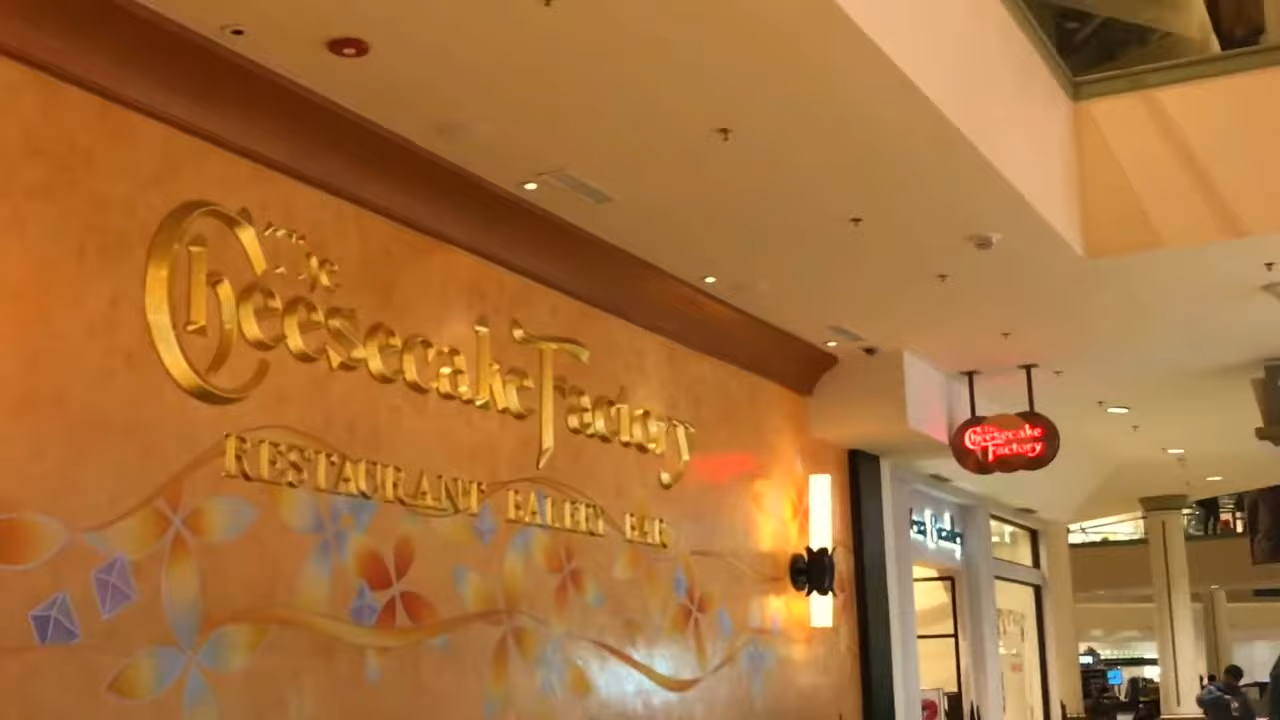 The
Cheesecake Factory
RESTAURANT BAKERY BAR
The
Cheesecake
Factory